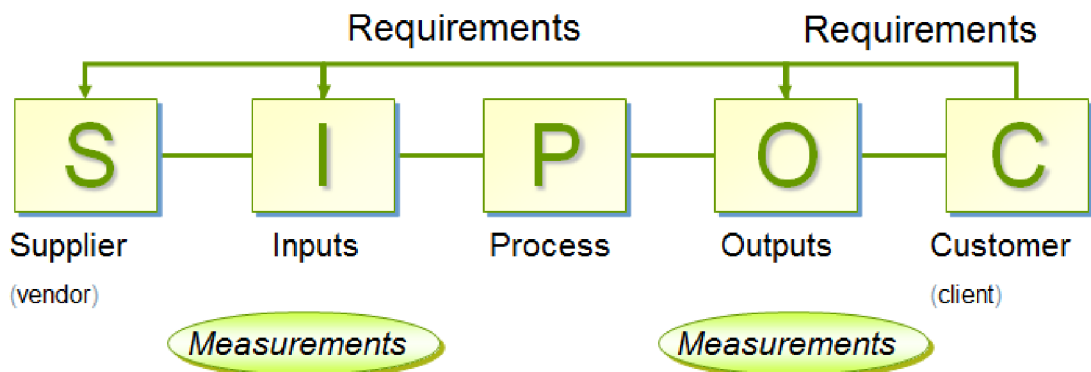 Requirements Requirements
S I P O C
Supplier Inputs Process Outputs Customer
(vendor) (client)
Measurements Measurements